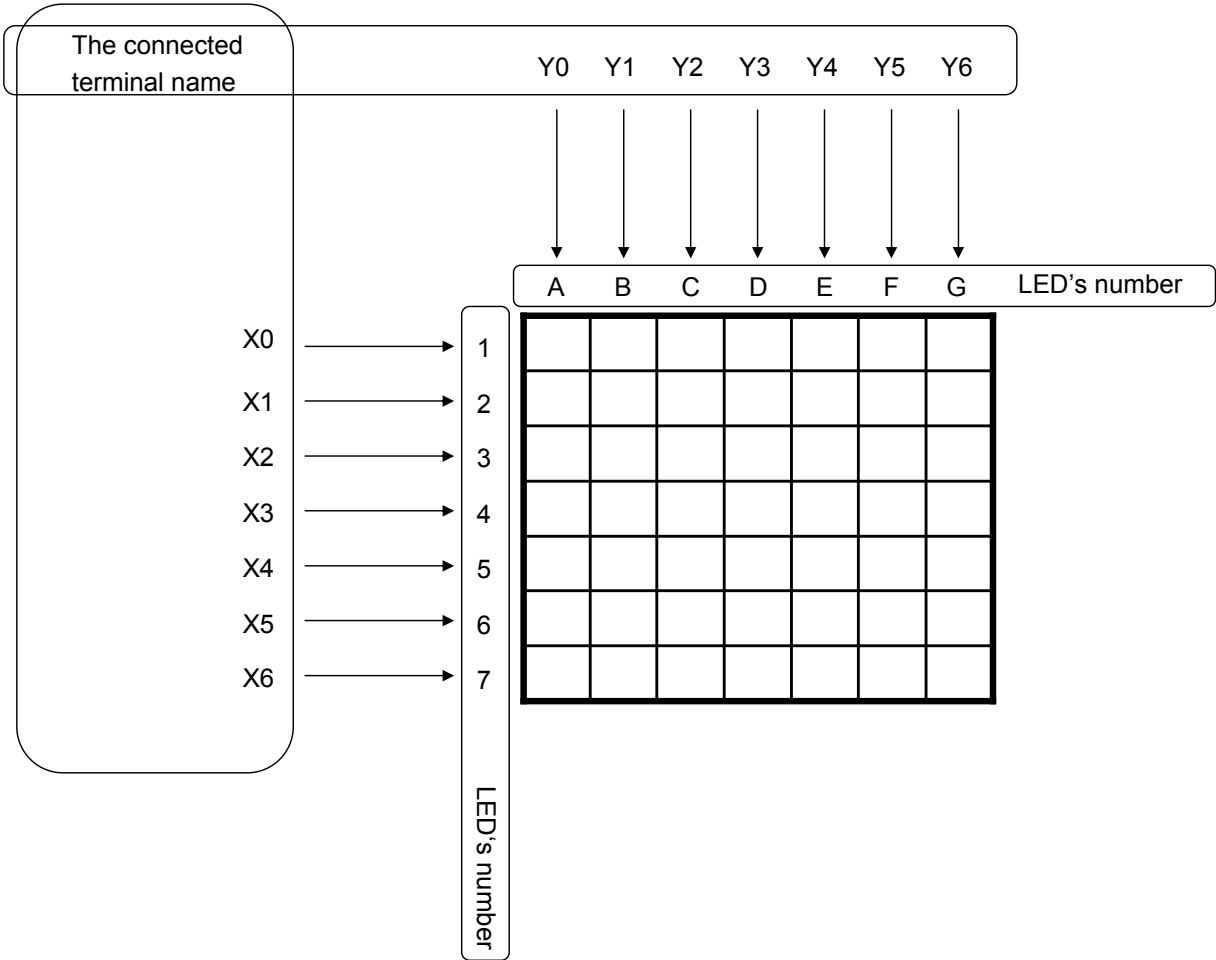 The connected
terminal name
Y0 Y1 Y2 Y3 Y4 Y5 Y6
A B C D E F G LED's number
X0 1
X1 2
X2 3
X3 4
X4 5
X5 6
X6 7
LED‘s number